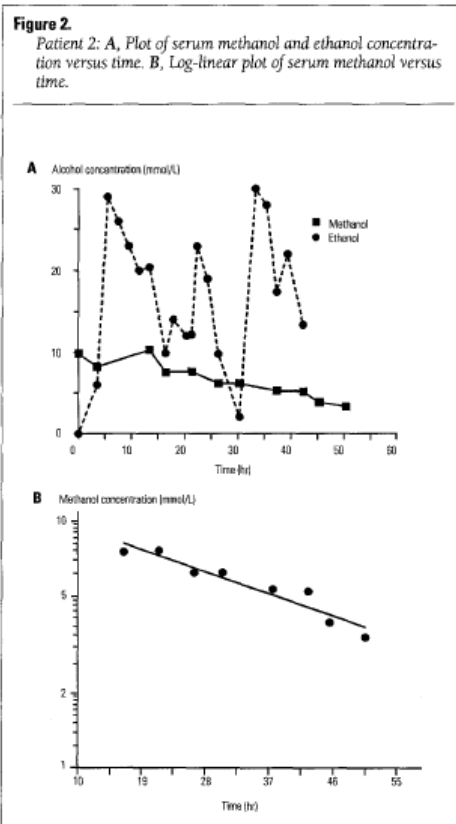 Figure 2.
Patient 2: A, Plot of serum methanol and ethanol concentra-
tion versus time. B, Log-linear plot of serum methanol versus
time.
A Alcohol concentration (mmol/L)
30
20
10
0
Methanol
Ethanol
0 10 20 30 40 50 60
Time (hr)
B Methanol concentration (mmol/L)
10
5
2
1
10 19 28 37 46 55
Time (hr)